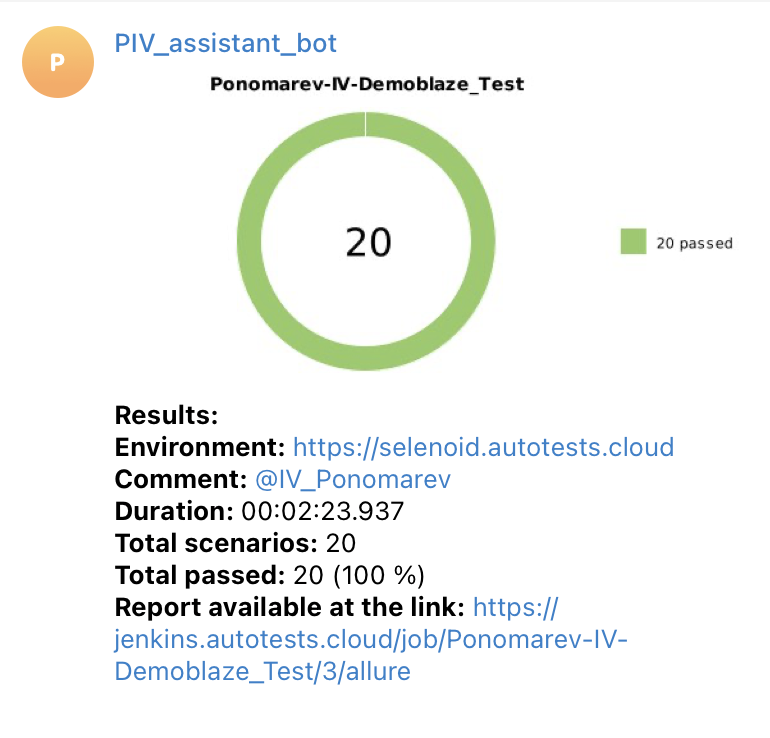 P
PIV_assistant_bot
Ponomarev-IV-Demoblaze_Test
20
20 passed
Results:
Environment: https://selenoid.autotests.cloud
Comment: @IV_Ponomarev
Duration: 00:02:23.937
Total scenarios: 20
Total passed: 20 (100 %)
Report available at the link: https://
jenkins.autotests.cloud/job/Ponomarev-IV-
Demoblaze_Test/3/allure